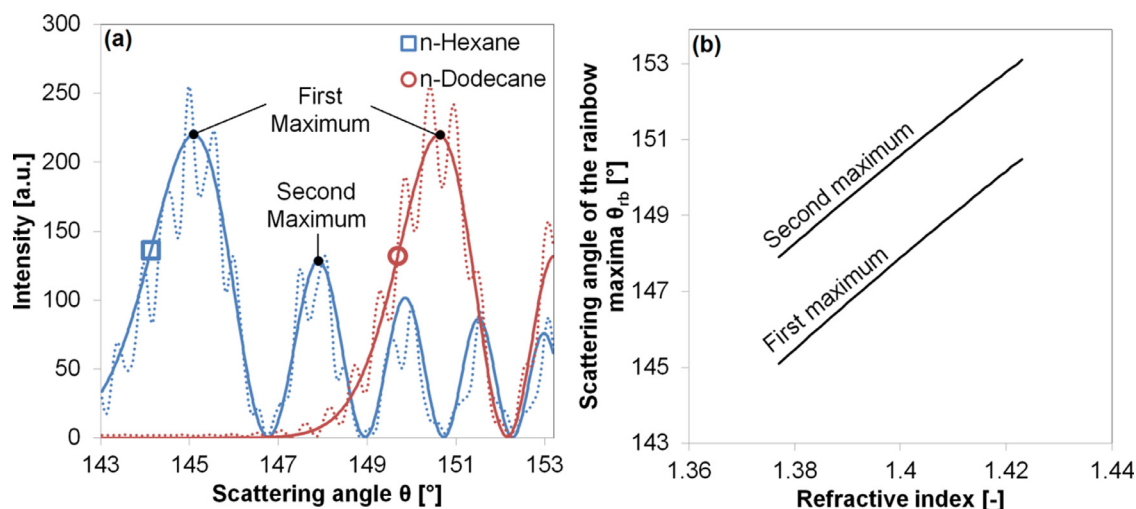 (a)
n-Hexane
n-Dodecane
First
Maximum
Second
Maximum
300
250
200
150
100
50
0
Intensity [a.u.]
143 145 147 149 151 153
Scattering angle θ [°]
(b)
Second maximum
First maximum
153
151
149
147
145
143
Scattering angle of the rainbow
maxima θrb [°]
1.36 1.38 1.4 1.42 1.44
Refractive index [-]